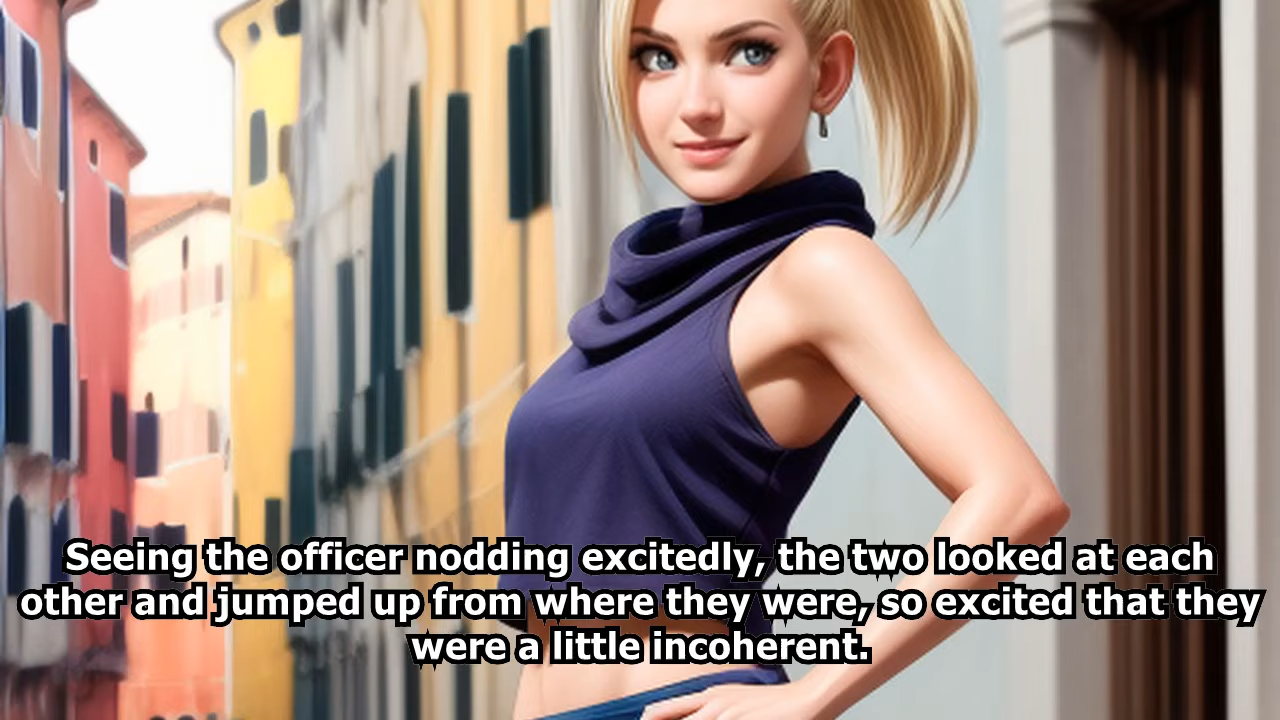 Seeing the officer nodding excitedly, the two looked at each
other and jumped up from where they were, so excited that they
were a little incoherent.